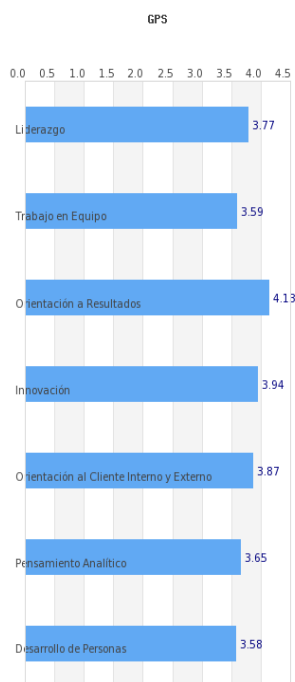 GPS
0.0 0.5 1.0 1.5 2.0 2.5 3.0 3.5 4.0 4.5
Liderazgo 3.77
Trabajo en Equipo 3.59
Orientación a Resultados 4.13
Innovación 3.94
Orientación al Cliente Interno y Externo 3.87
Pensamiento Analítico 3.65
Desarrollo de Personas 3.58